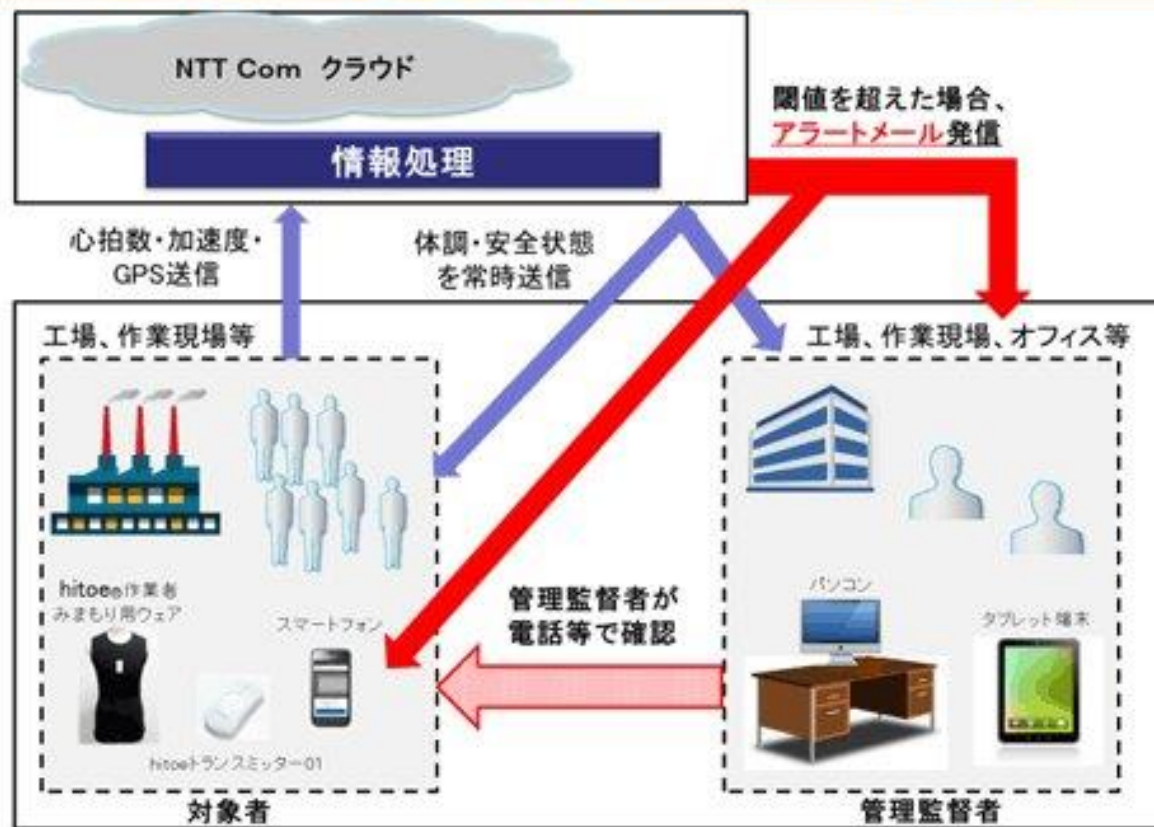 NTT Com クラウド
情報処理
閾値を超えた場合、
アラートメール発信
心拍数・加速度・
GPS送信
体調・安全状態
を常時送信
工場、作業現場等
工場、作業現場、オフィス等
hitoe®作業者
みまもり用ウェア
スマートフォン
hitoeトランスミッター01
管理監督者が
電話等で確認
パソコン
タブレット端末
対象者
管理監督者